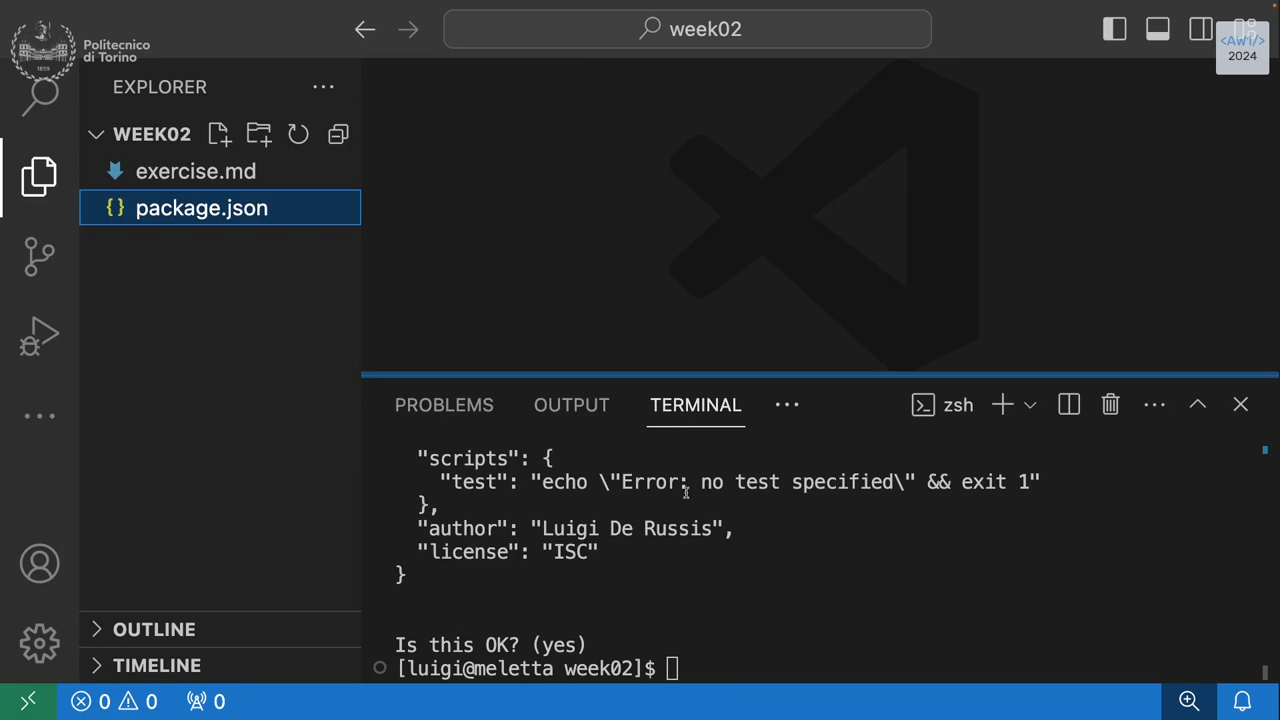 week02
Politecnico
di Torino
1859
<AW1/>
2024
EXPLORER
WEEK02
exercise.md
{} package.json
OUTLINE
TIMELINE
PROBLEMS OUTPUT TERMINAL
zsh
"scripts": {
"test": "echo \"Error: no test specified\" && exit 1"
},
"author": "Luigi De Russis",
"license": "ISC"
}
Is this OK? (yes)
[luigi@meletta week02]$
0 0 0